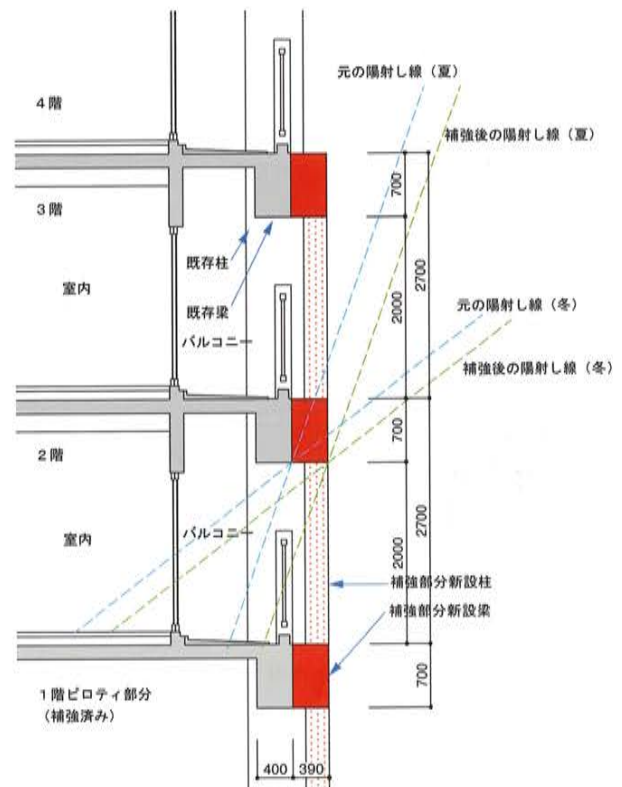 元の陽射し線（夏）
4階
補強後の陽射し線（夏）
700
3階
既存柱
2700
室内
2000
元の陽射し線（冬）
既存梁
バルコニー
補強後の陽射し線（冬）
700
2階
バルコニー
室内
2700
2000
補強部分新設柱
補強部分新設梁
700
1階ピロティ部分
（補強済み）
400
390